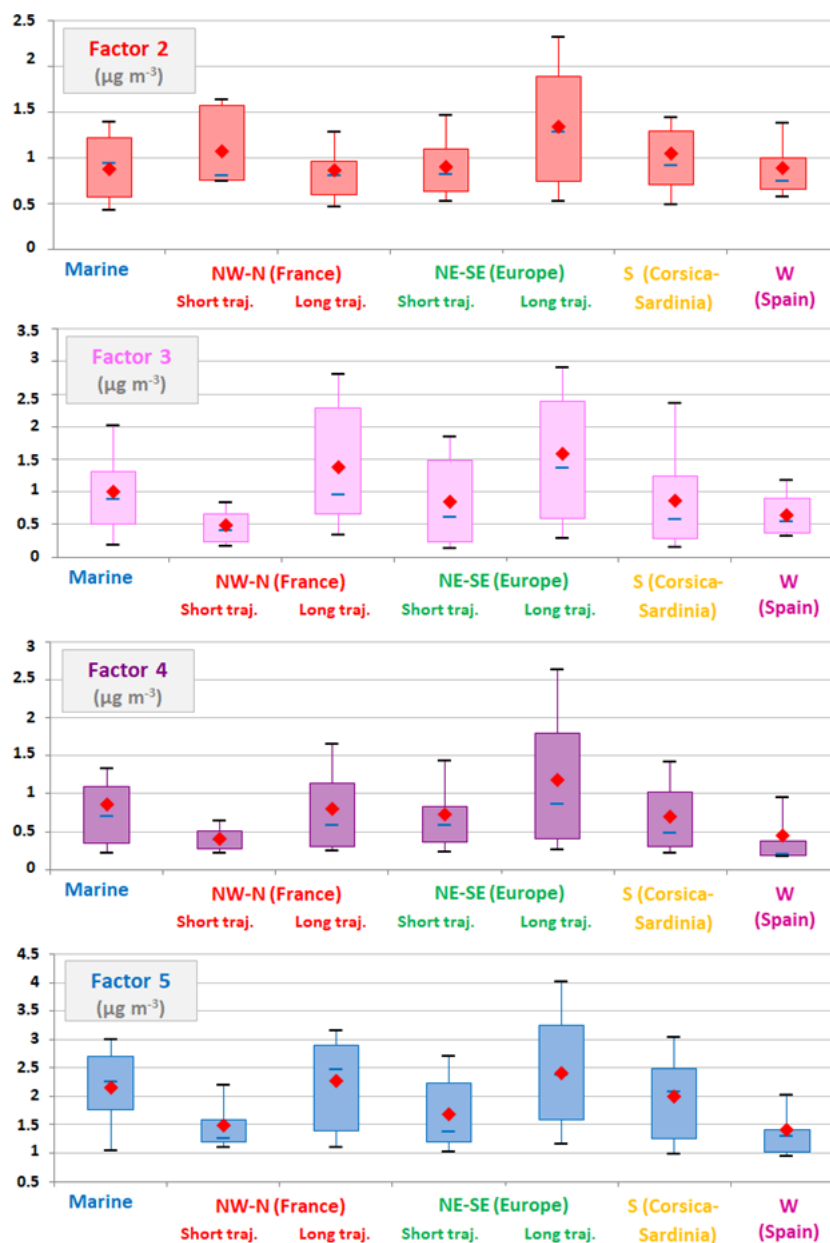 2.5
Factor 2
(µg m-3)
2
1.5
1
0.5
0
Marine
NW-N (France)
NE-SE (Europe)
S (Corsica-
Sardinia)
W
(Spain)
Short traj.
Long traj.
Short traj.
Long traj.
3.5
Factor 3
(µg m-3)
3
2.5
2
1.5
1
0.5
0
Marine
NW-N (France)
NE-SE (Europe)
S (Corsica-
Sardinia)
W
(Spain)
Short traj.
Long traj.
Short traj.
Long traj.
3
Factor 4
(µg m-3)
2.5
2
1.5
1
0.5
0
Marine
NW-N (France)
NE-SE (Europe)
S (Corsica-
Sardinia)
W
(Spain)
Short traj.
Long traj.
Short traj.
Long traj.
4.5
Factor 5
(µg m-3)
4
3.5
3
2.5
2
1.5
1
0.5
Marine
NW-N (France)
NE-SE (Europe)
S (Corsica-
Sardinia)
W
(Spain)
Short traj.
Long traj.
Short traj.
Long traj.